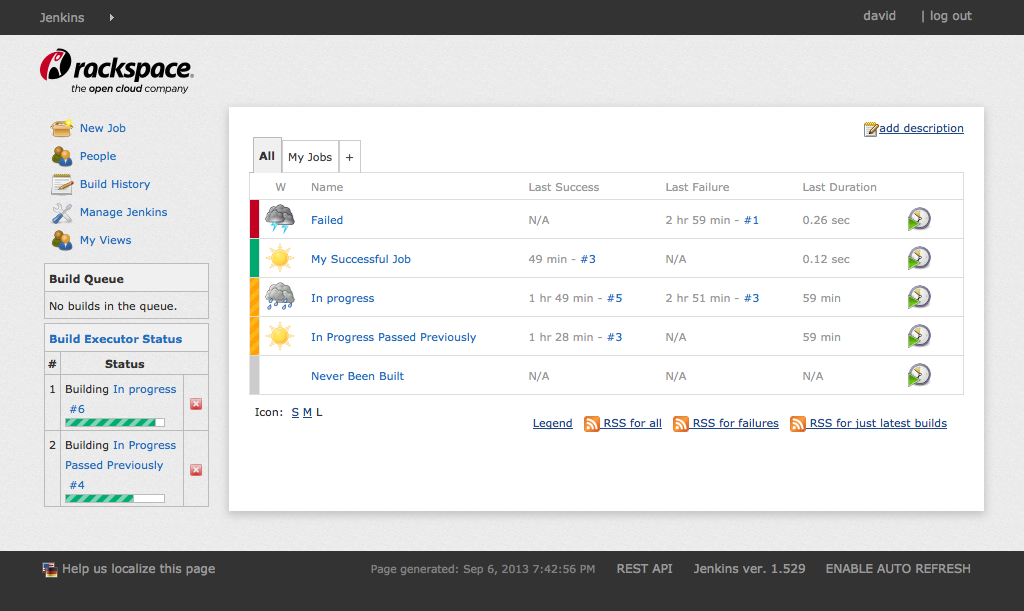 Jenkins
david | log out
rackspace.
the open cloud company
New Job
People
Build History
Manage Jenkins
My Views
Build Queue
No builds in the queue.
Build Executor Status
# Status
1 Building In progress
#6
2 Building In Progress
Passed Previously
#4
add description
All My Jobs +
W Name Last Success Last Failure Last Duration
Failed N/A 2 hr 59 min - #1 0.26 sec
My Successful Job 49 min - #3 N/A 0.12 sec
In progress 1 hr 49 min - #5 2 hr 51 min - #3 59 min
In Progress Passed Previously 1 hr 28 min - #3 N/A 59 min
Never Been Built N/A N/A N/A
Icon: S M L
Legend RSS for all RSS for failures RSS for just latest builds
Help us localize this page Page generated: Sep 6, 2013 7:42:56 PM REST API Jenkins ver. 1.529 ENABLE AUTO REFRESH